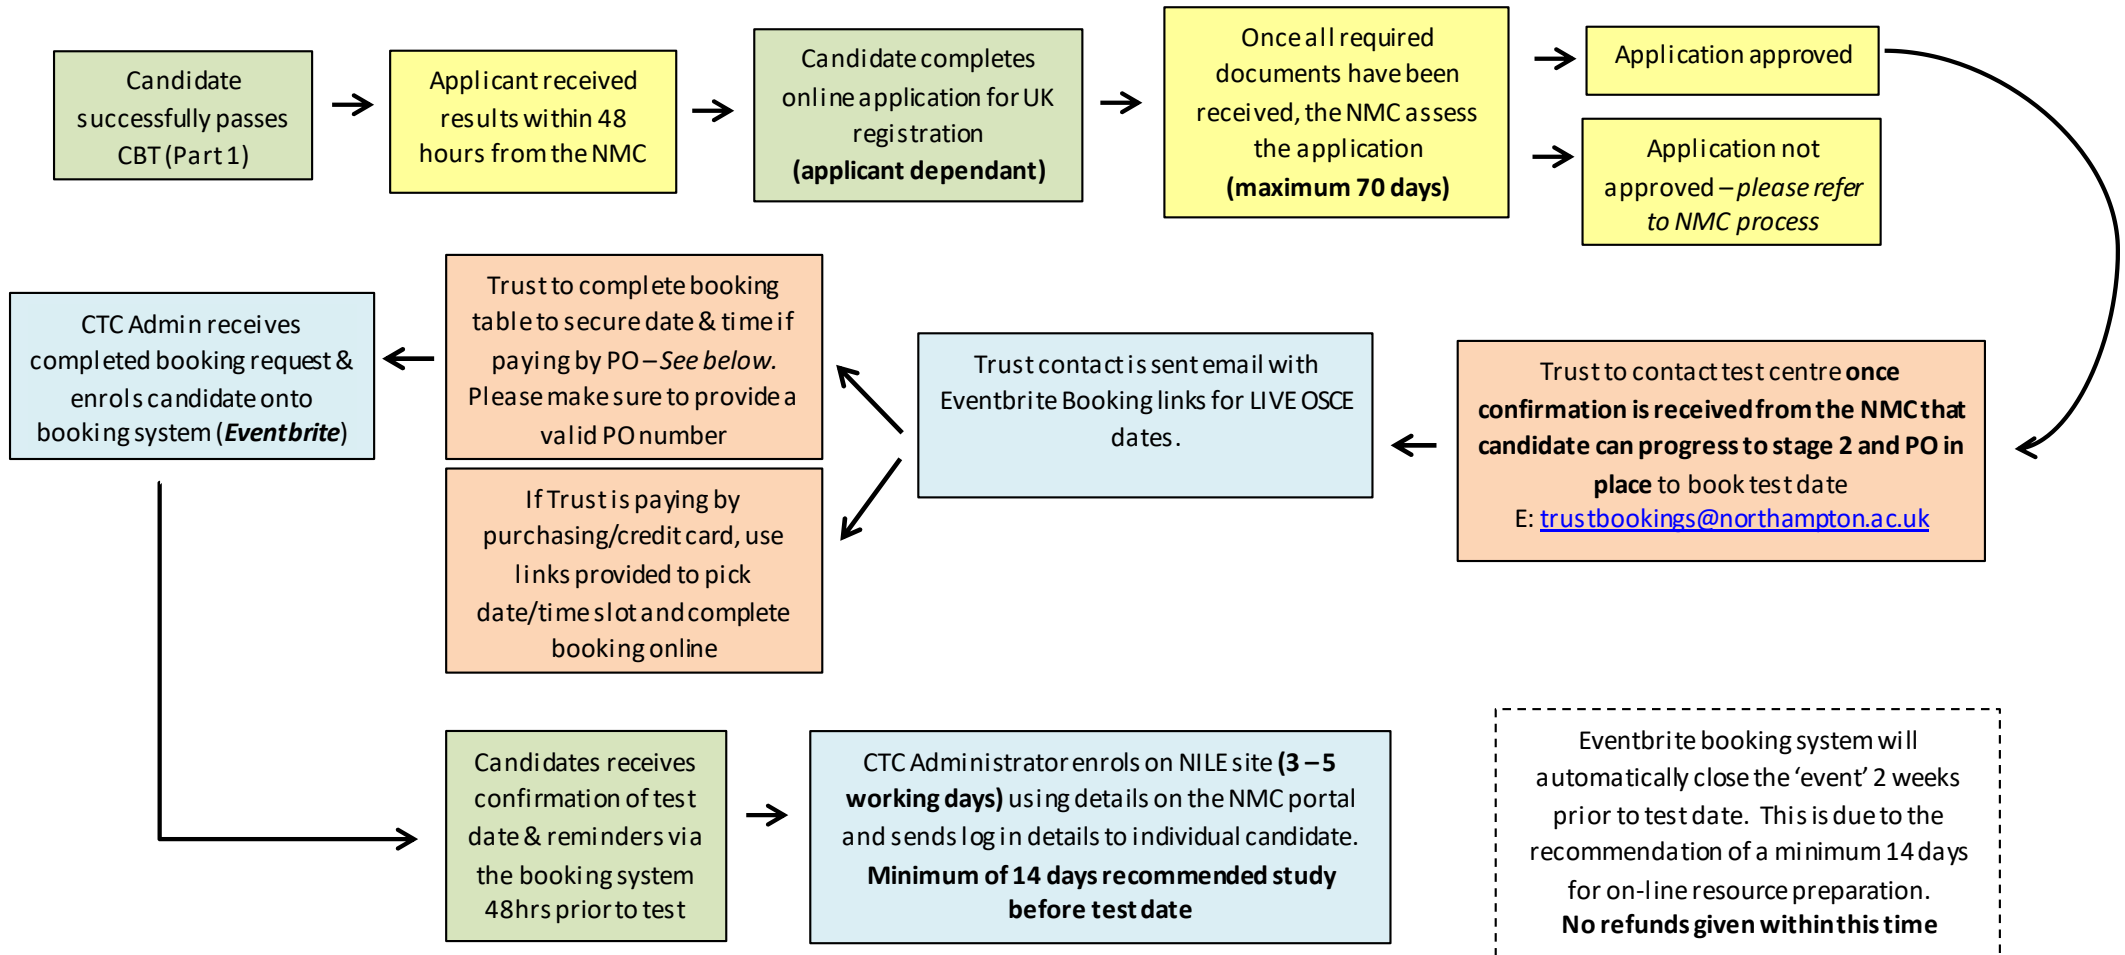 Candidate
successfully passes
CBT (Part 1)
Applicant received
results within 48
hours from the NMC
Candidate completes
online application for UK
registration
(applicant dependant)
Once all required
documents have been
received, the NMC assess
the application
(maximum 70 days)
Application approved
Application not
approved – please refer
to NMC process
Trust to contact test centre once
confirmation is received from the NMC that
candidate can progress to stage 2 and PO in
place to book test date
E: trustbookings@northampton.ac.uk
Trust contact is sent email with
Eventbrite Booking links for LIVE OSCE
dates.
Trust to complete booking
table to secure date & time if
paying by PO – See below.
Please make sure to provide a
valid PO number
If Trust is paying by
purchasing/credit card, use
links provided to pick
date/time slot and complete
booking online
CTC Admin receives
completed booking request &
enrols candidate onto
booking system (Eventbrite)
Candidates receives
confirmation of test
date & reminders via
the booking system
48hrs prior to test
CTC Administrator enrols on NILE site (3 – 5
working days) using details on the NMC portal
and sends log in details to individual candidate.
Minimum of 14 days recommended study
before test date
Eventbrite booking system will
automatically close the ‘event’ 2 weeks
prior to test date. This is due to the
recommendation of a minimum 14 days
for on-line resource preparation.
No refunds given within this time